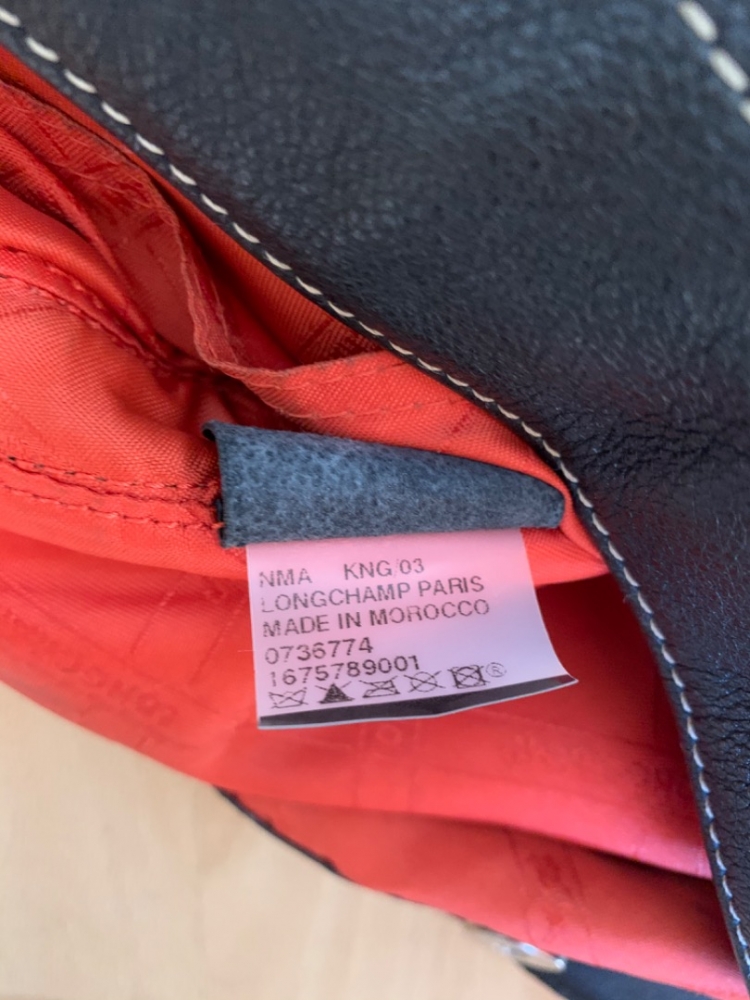 NMA KNG/03
LONGCHAMP PARIS
MADE IN MOROCCO
0736774
1675789001
®